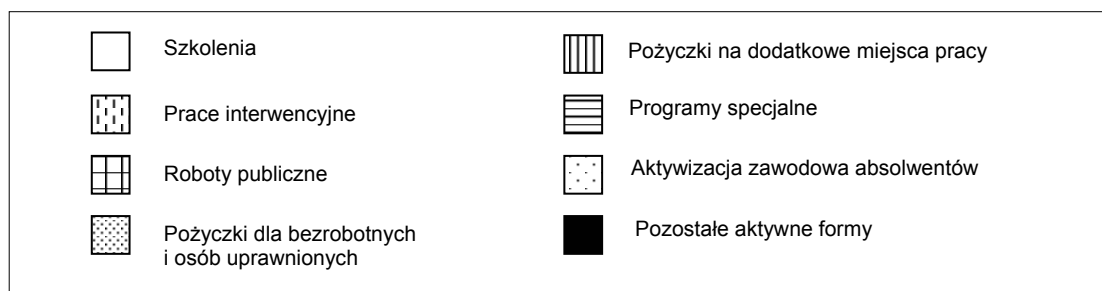 Szkolenia
Prace interwencyjne
Roboty publiczne
Pożyczki dla bezrobotnych
i osób uprawnionych
Pożyczki na dodatkowe miejsca pracy
Programy specjalne
Aktywizacja zawodowa absolwentów
Pozostałe aktywne formy